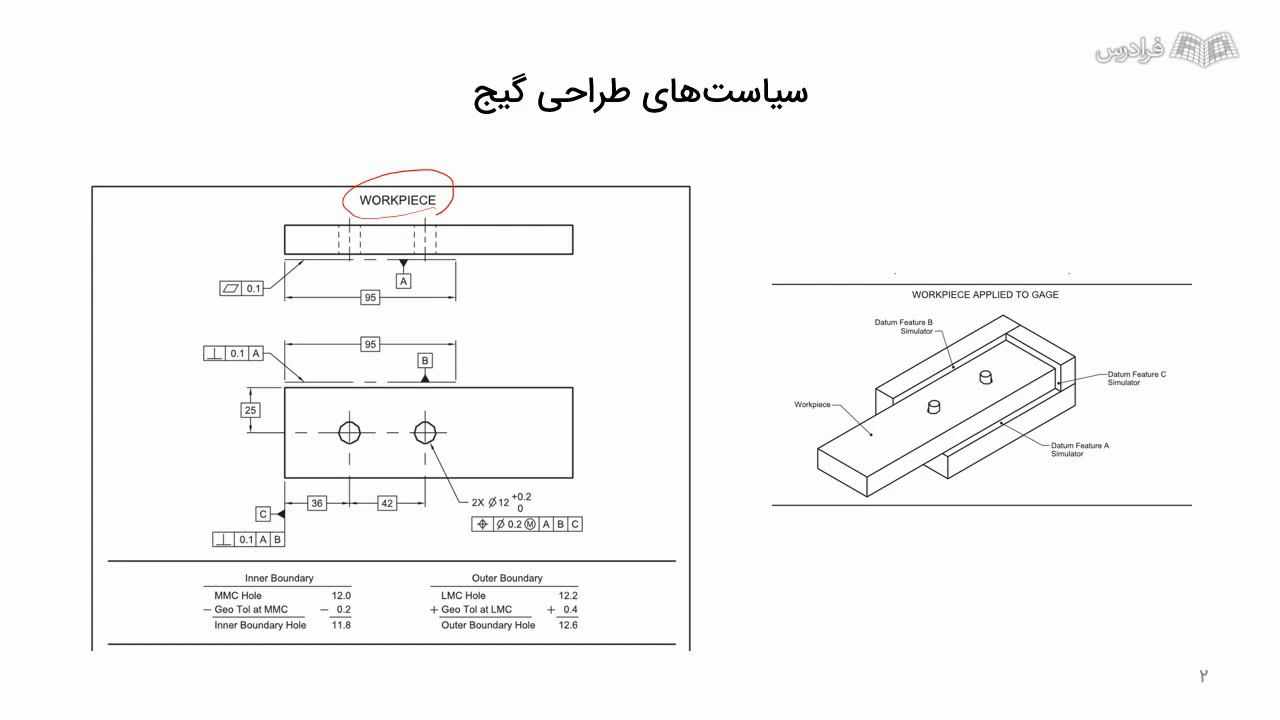 فرادرس
سیاست‌های طراحی گیج
WORKPIECE
0.1
A
95
95
0.1 A
B
25
36
42
2X Ø12 +0.2
0
Ø 0.2 Ⓜ A B C
C
0.1 A B
Inner Boundary
MMC Hole 12.0
− Geo Tol at MMC − 0.2
Inner Boundary Hole 11.8
Outer Boundary
LMC Hole 12.2
+ Geo Tol at LMC + 0.4
Outer Boundary Hole 12.6
WORKPIECE APPLIED TO GAGE
Datum Feature B
Simulator
Datum Feature C
Simulator
Workpiece
Datum Feature A
Simulator
۲